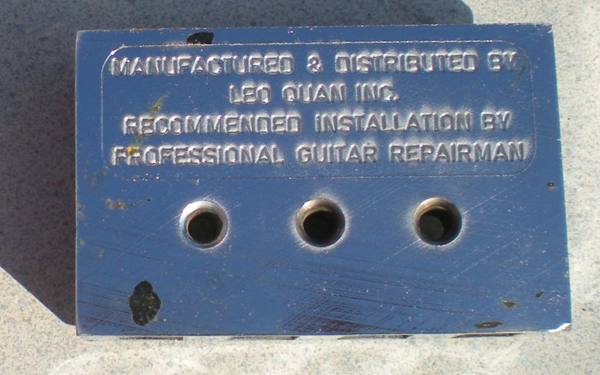 MANUFACTURED & DISTRIBUTED BY
LEO QUAN INC.
RECOMMENDED INSTALLATION BY
PROFESSIONAL GUITAR REPAIRMAN